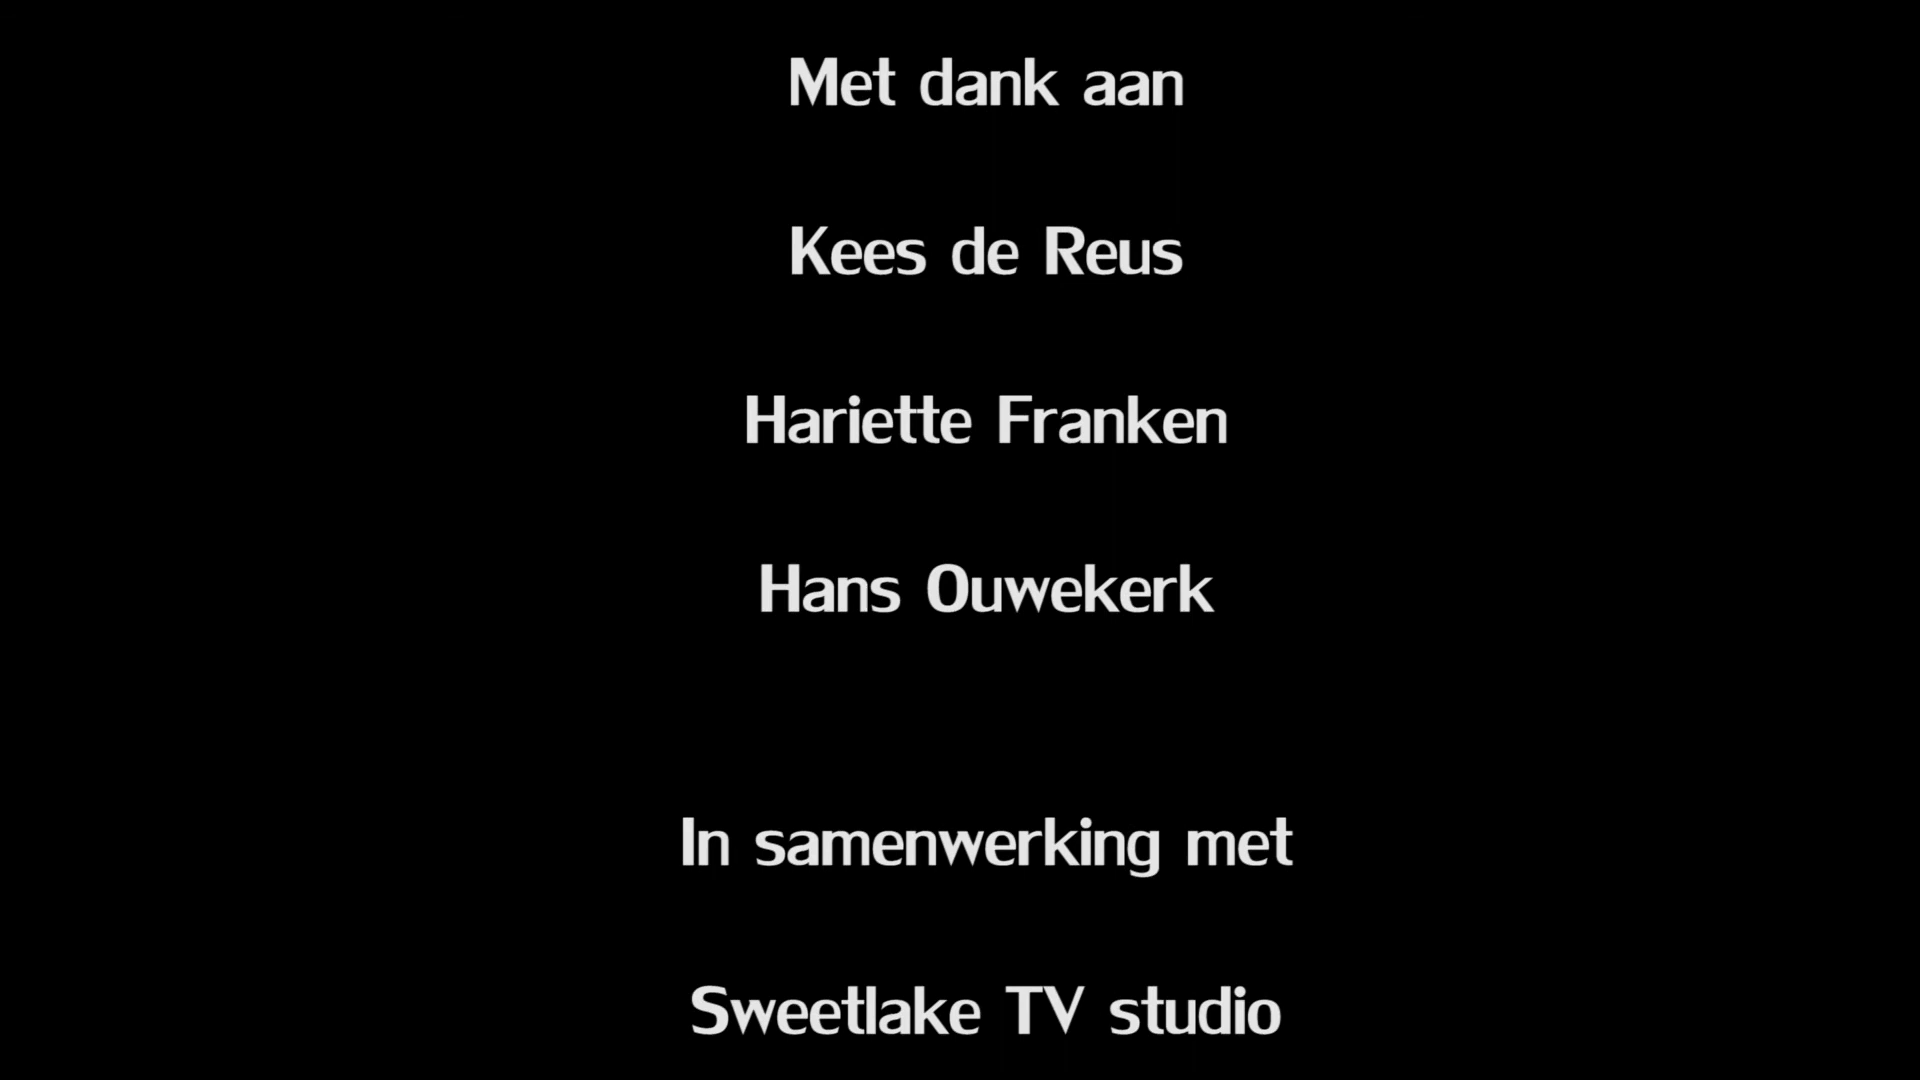 Met dank aan
Kees de Reus
Hariette Franken
Hans Ouwekerk
In samenwerking met
Sweetlake TV studio